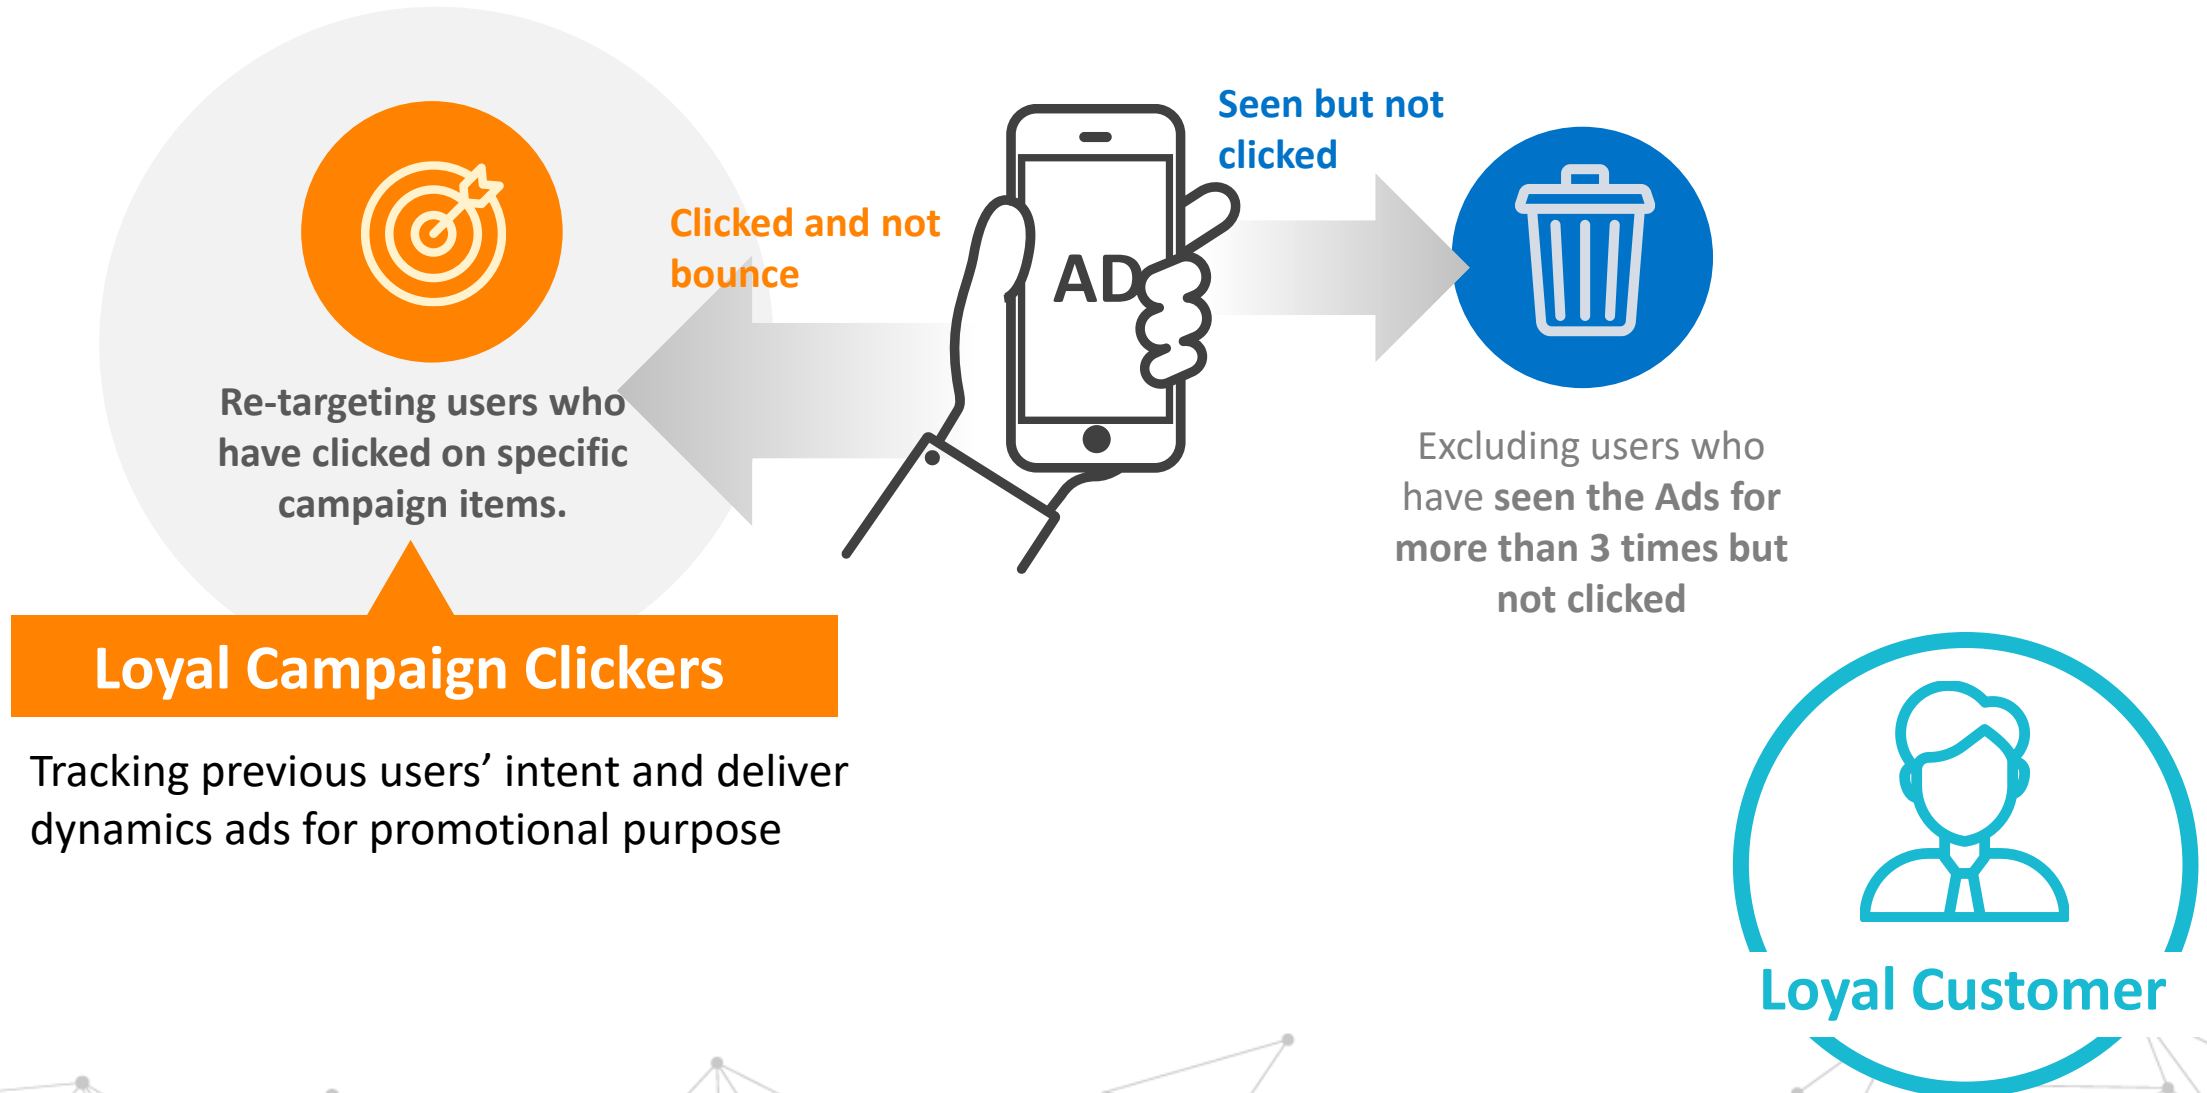 Seen but not
clicked
Clicked and not
bounce
AD
Re-targeting users who
have clicked on specific
campaign items.
Excluding users who
have seen the Ads for
more than 3 times but
not clicked
Loyal Campaign Clickers
Tracking previous users’ intent and deliver
dynamics ads for promotional purpose
Loyal Customer